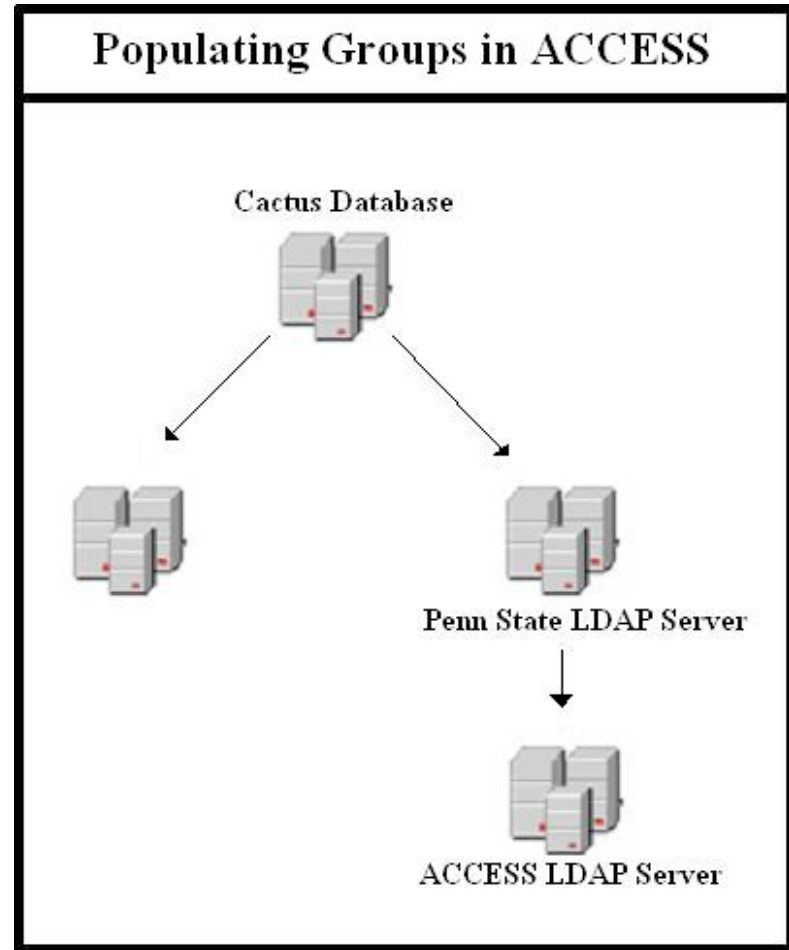 Populating Groups in ACCESS
Cactus Database
Penn State LDAP Server
ACCESS LDAP Server